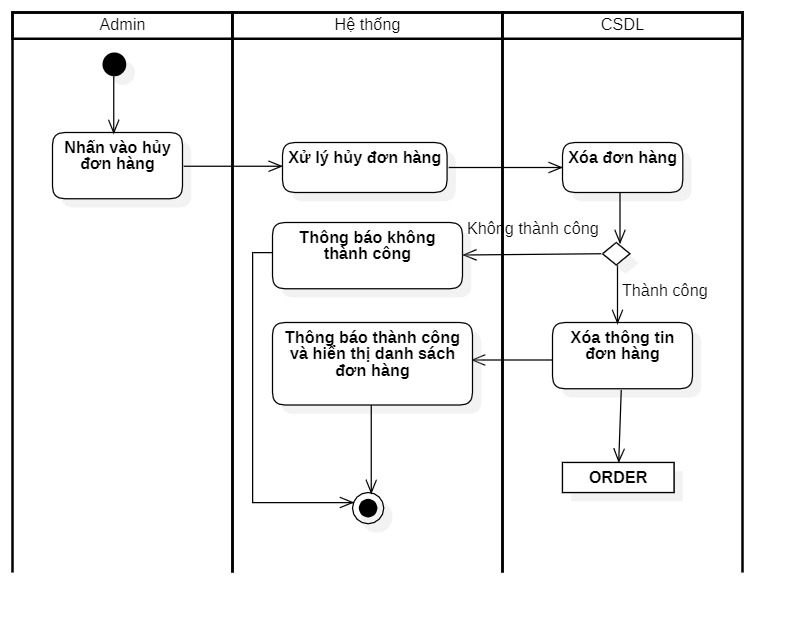 Admin
Hệ thống
CSDL
Nhấn vào hủy
đơn hàng
Xử lý hủy đơn hàng
Xóa đơn hàng
Không thành công
Thông báo không
thành công
Thành công
Thông báo thành công
và hiển thị danh sách
đơn hàng
Xóa thông tin
đơn hàng
ORDER